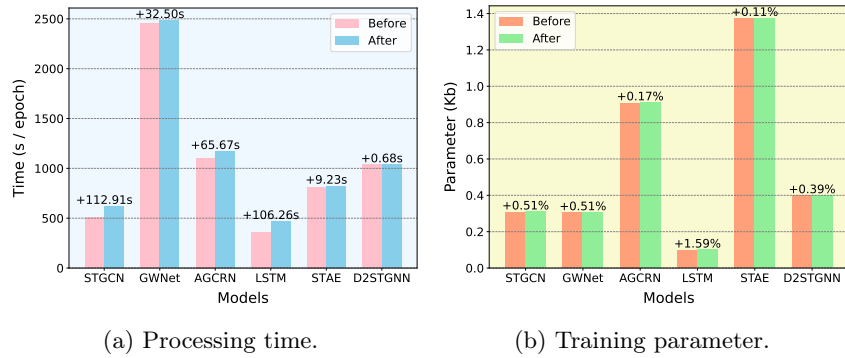 2500
2000
1500
1000
500
0
Time (s / epoch)
+112.91s
+32.50s
+65.67s
+106.26s
+9.23s
+0.68s
Before
After
STGCN GWNet AGCRN LSTM STAE D2STGNN
Models
(a) Processing time.
1.4
1.2
1.0
0.8
0.6
0.4
0.2
0.0
Parameter (Kb)
+0.51%
+0.51%
+0.17%
+1.59%
+0.11%
+0.39%
Before
After
STGCN GWNet AGCRN LSTM STAE D2STGNN
Models
(b) Training parameter.